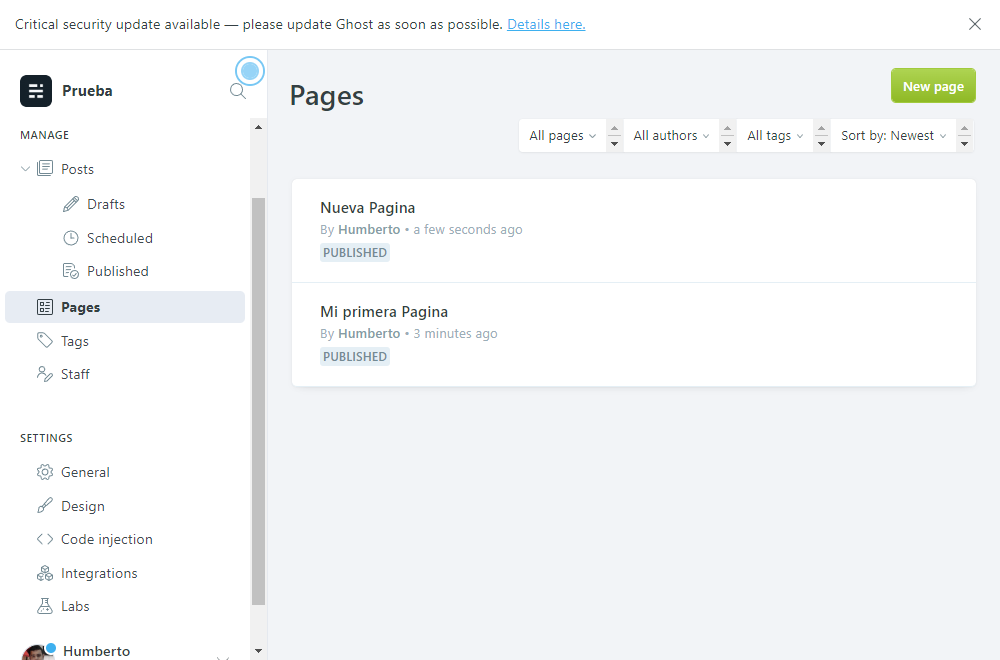 Critical security update available — please update Ghost as soon as possible. Details here.
Prueba
MANAGE
Posts
Drafts
Scheduled
Published
Pages
Tags
Staff
SETTINGS
General
Design
Code injection
Integrations
Labs
Humberto
Pages
New page
All pages
All authors
All tags
Sort by: Newest
Nueva Pagina
By Humberto • a few seconds ago
PUBLISHED
Mi primera Pagina
By Humberto • 3 minutes ago
PUBLISHED